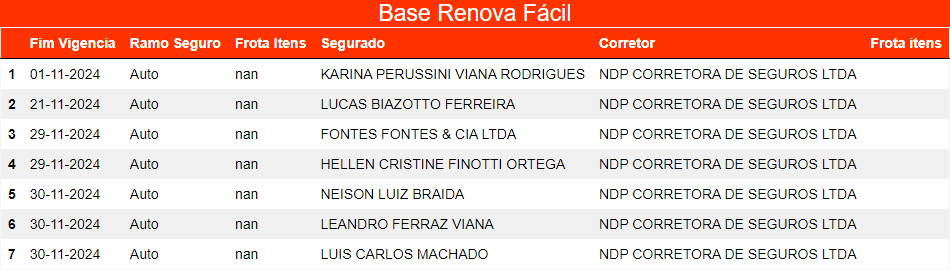 Base Renova Fácil
Fim Vigencia Ramo Seguro Frota Itens Segurado Corretor Frota itens
1 01-11-2024 Auto nan KARINA PERUSSINI VIANA RODRIGUES NDP CORRETORA DE SEGUROS LTDA
2 21-11-2024 Auto nan LUCAS BIAZOTTO FERREIRA NDP CORRETORA DE SEGUROS LTDA
3 29-11-2024 Auto nan FONTES FONTES & CIA LTDA NDP CORRETORA DE SEGUROS LTDA
4 29-11-2024 Auto nan HELLEN CRISTINE FINOTTI ORTEGA NDP CORRETORA DE SEGUROS LTDA
5 30-11-2024 Auto nan NEISON LUIZ BRAIDA NDP CORRETORA DE SEGUROS LTDA
6 30-11-2024 Auto nan LEANDRO FERRAZ VIANA NDP CORRETORA DE SEGUROS LTDA
7 30-11-2024 Auto nan LUIS CARLOS MACHADO NDP CORRETORA DE SEGUROS LTDA